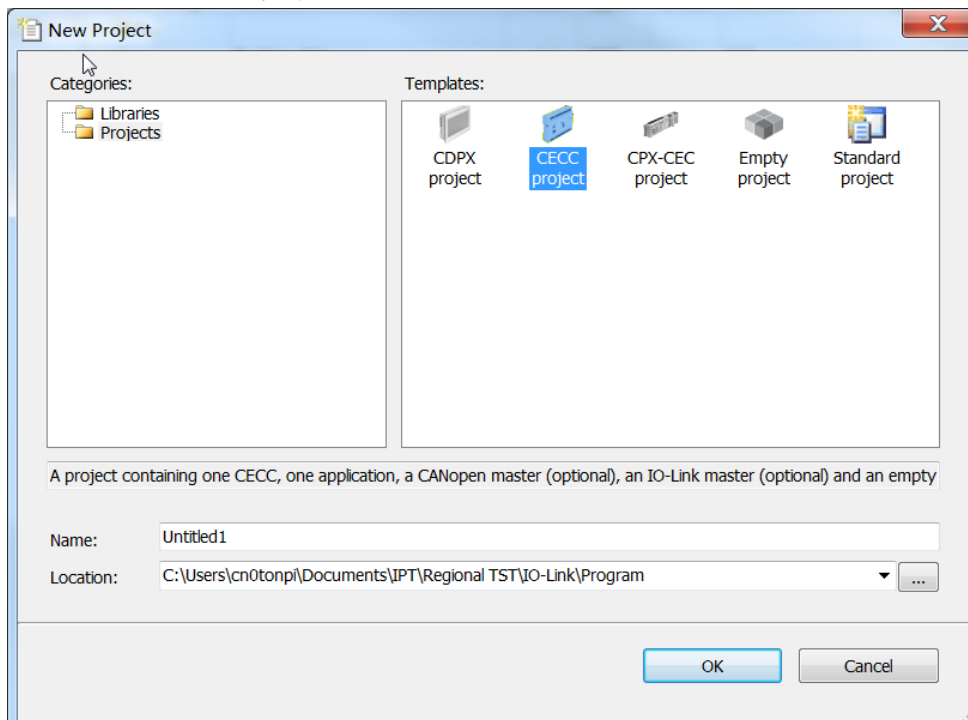 New Project
Categories:
Templates:
Libraries
Projects
CDPX
project
CECC
project
CPX-CEC
project
Empty
project
Standard
project
A project containing one CECC, one application, a CANopen master (optional), an IO-Link master (optional) and an empty
Name:
Untitled1
Location:
C:\Users\cn0tonpi\Documents\IPT\Regional TST\IO-Link\Program
...
OK
Cancel